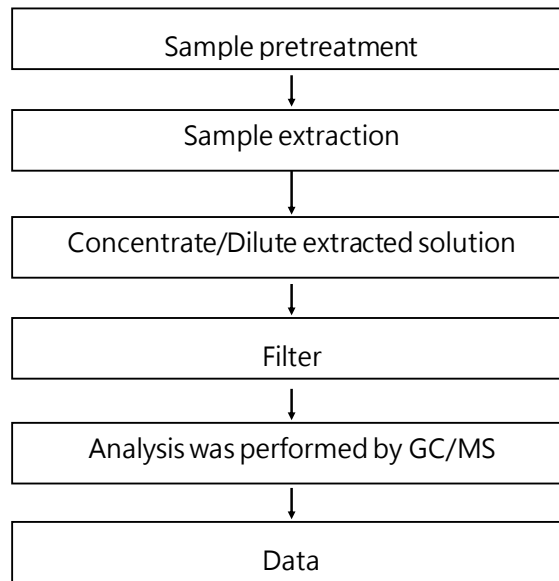 Sample pretreatment
Sample extraction
Concentrate/Dilute extracted solution
Filter
Analysis was performed by GC/MS
Data